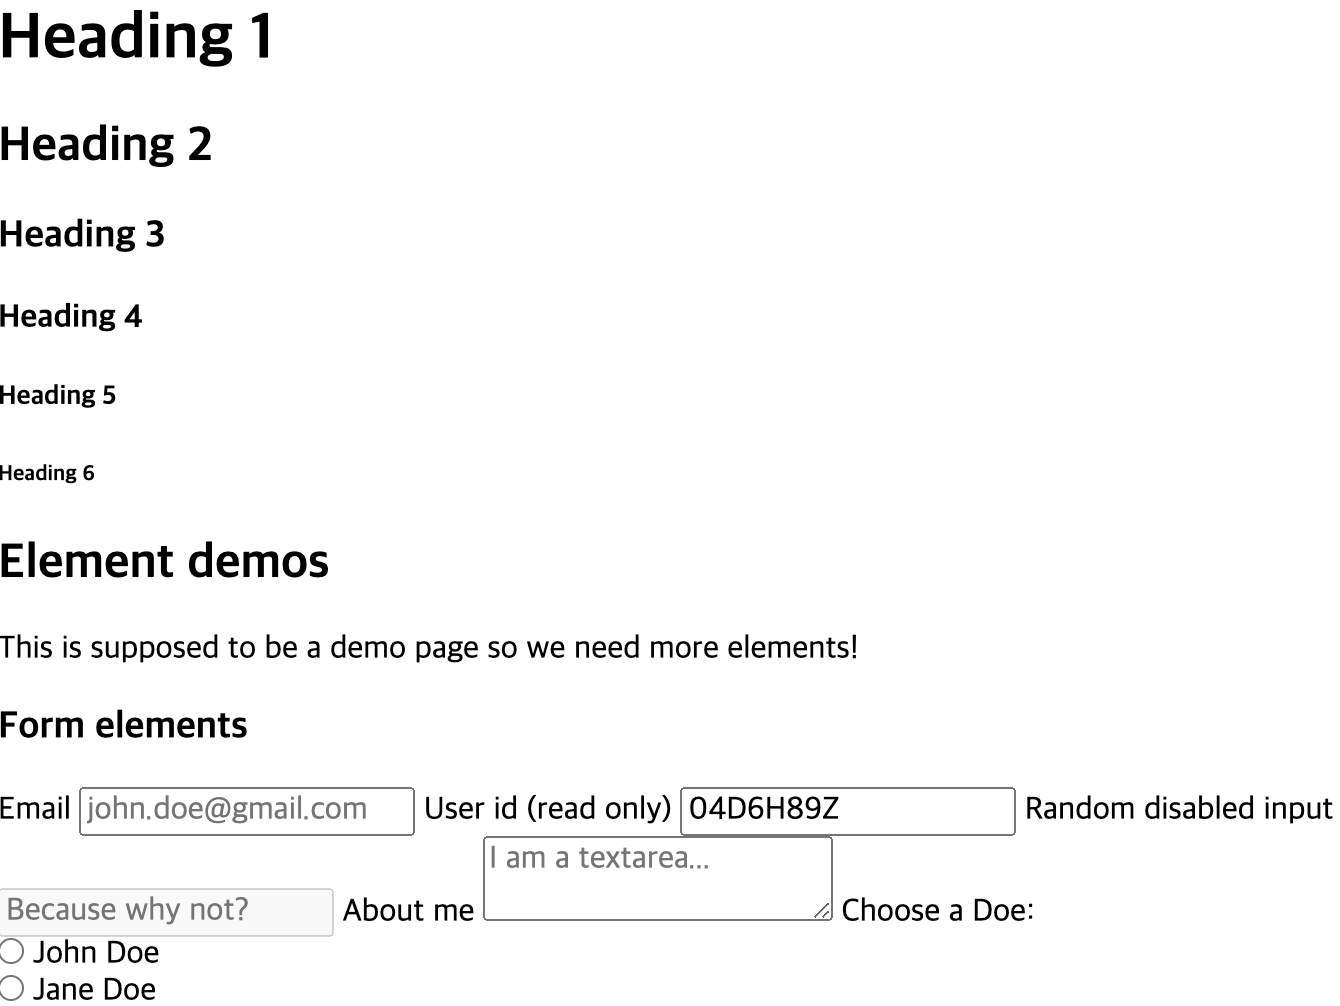 Heading 1
Heading 2
Heading 3
Heading 4
Heading 5
Heading 6
Element demos
This is supposed to be a demo page so we need more elements!
Form elements
Email john.doe@gmail.com User id (read only) 04D6H89Z Random disabled input
Because why not? About me I am a textarea... Choose a Doe:
John Doe
Jane Doe